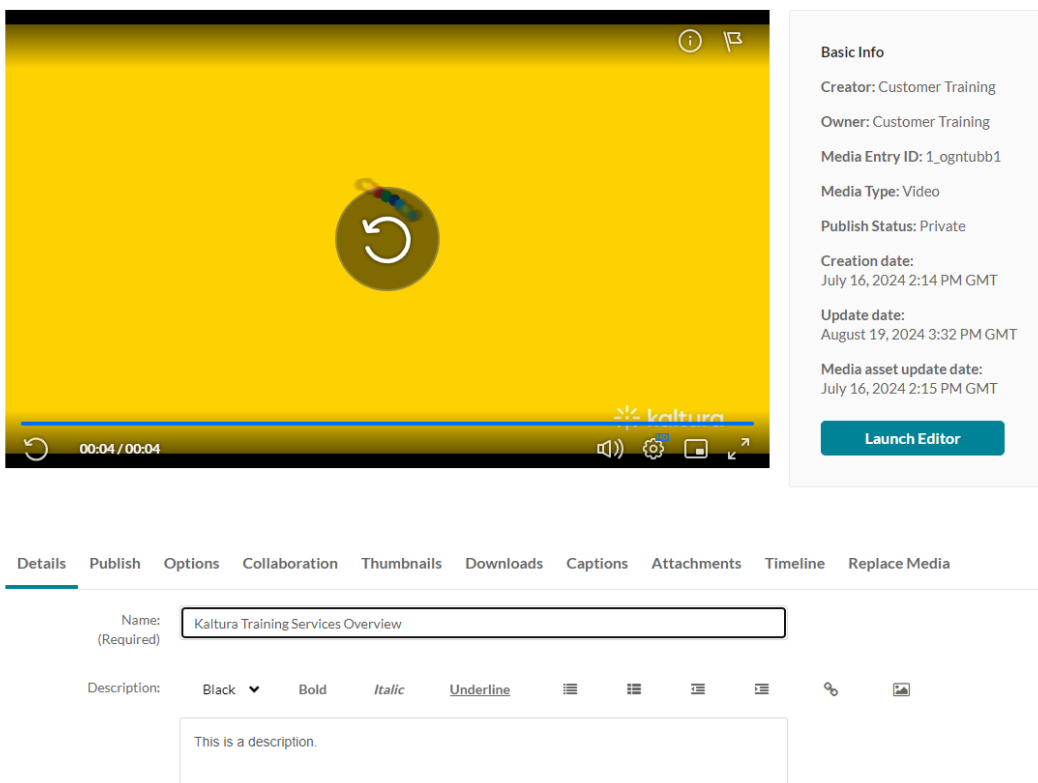 Basic Info
Creator: Customer Training
Owner: Customer Training
Media Entry ID: 1_ogntubb1
Media Type: Video
Publish Status: Private
Creation date:
July 16, 2024 2:14 PM GMT
Update date:
August 19, 2024 3:32 PM GMT
Media asset update date:
July 16, 2024 2:15 PM GMT
Launch Editor
kaltura
00:04 / 00:04
Details Publish Options Collaboration Thumbnails Downloads Captions Attachments Timeline Replace Media
Name:
(Required)
Kaltura Training Services Overview
Description:
Black Bold Italic Underline
This is a description.